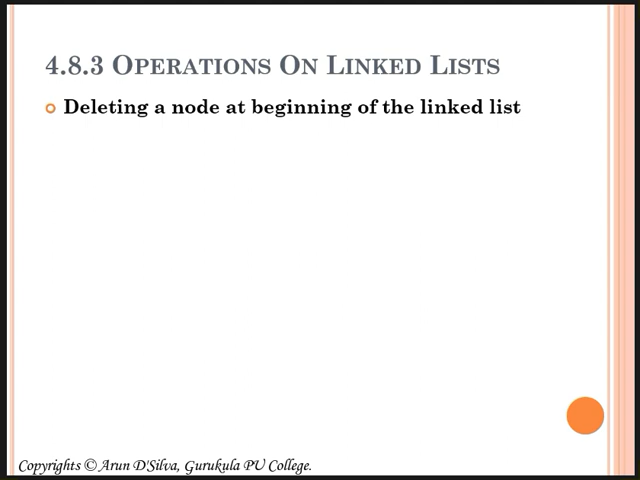 4.8.3 Operations On Linked Lists
Deleting a node at beginning of the linked list
Copyrights © Arun D'Silva, Gurukula PU College.